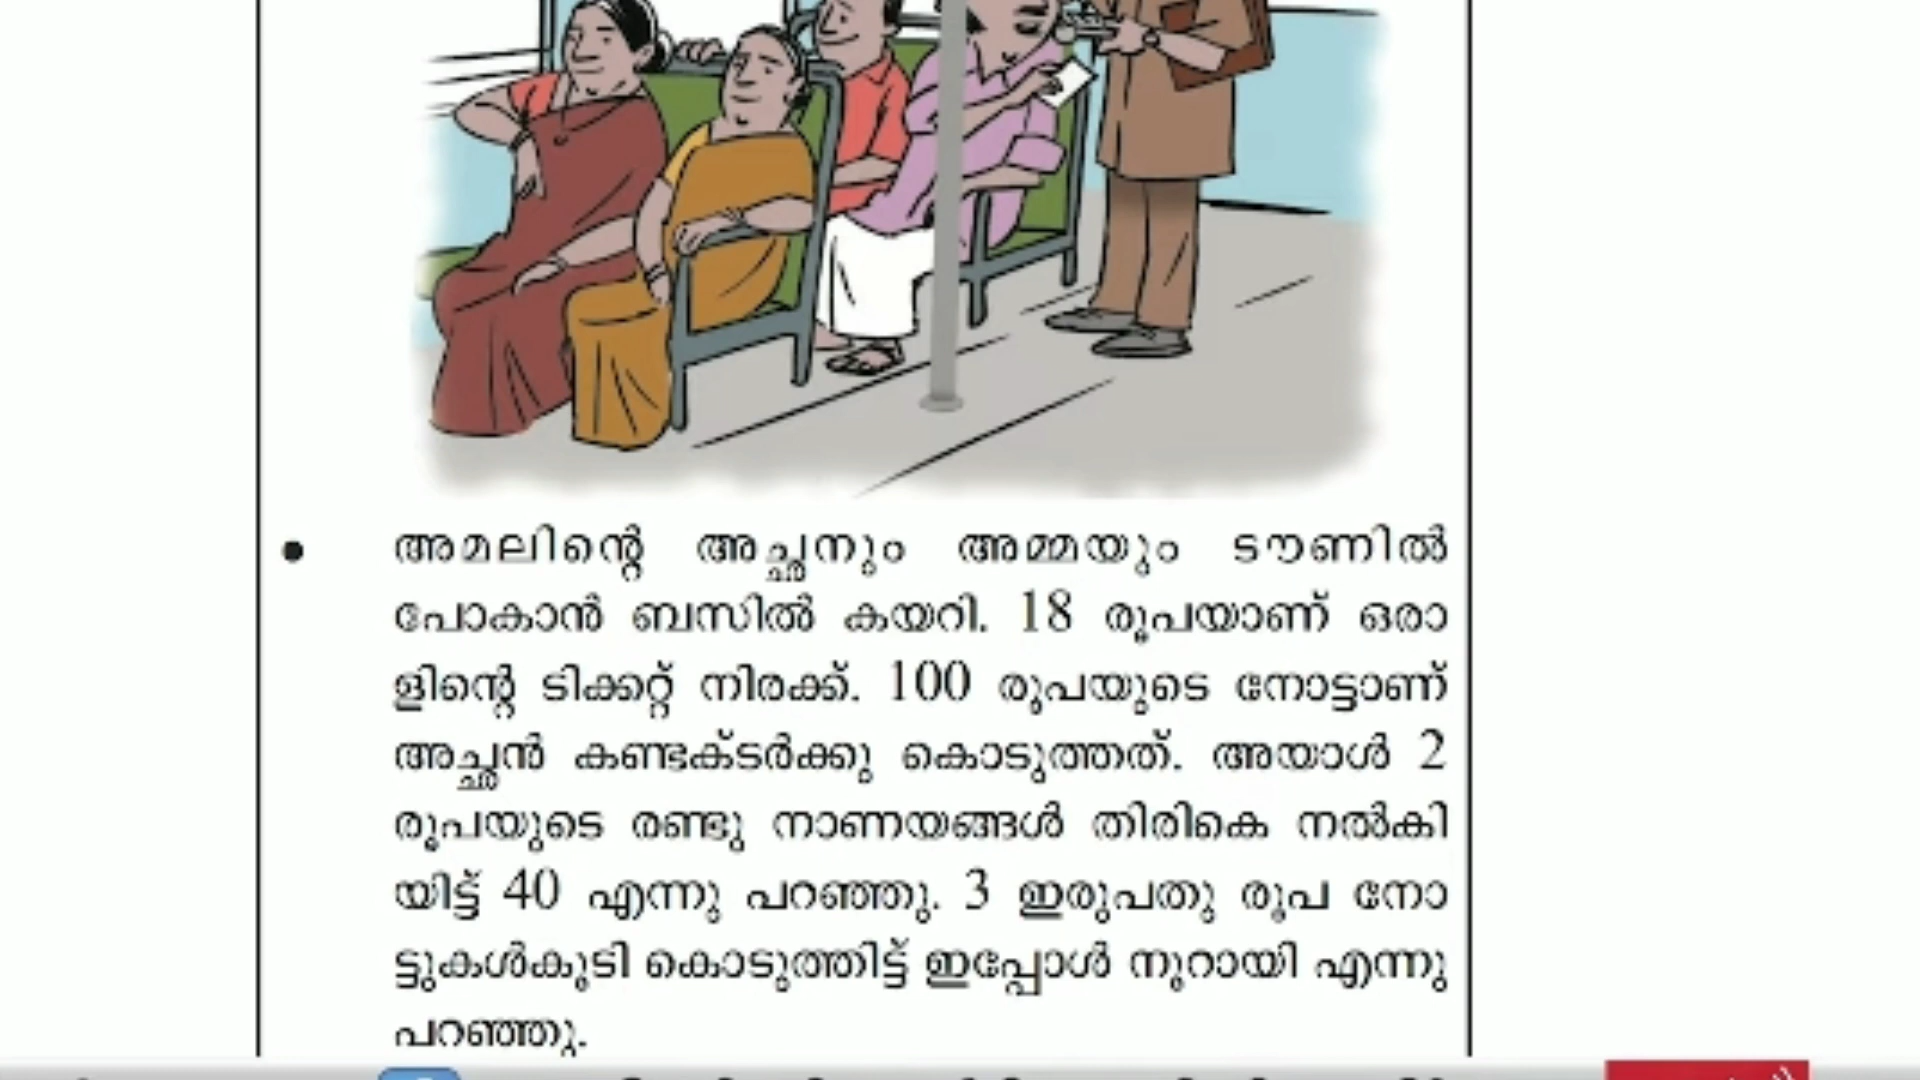 • അമലിന്റെ അച്ഛനും അമ്മയും ടൗണിൽ
പോകാൻ ബസിൽ കയറി. 18 രൂപയാണ് ഒരാ
ളിന്റെ ടിക്കറ്റ് നിരക്ക്. 100 രൂപയുടെ നോട്ടാണ്
അച്ഛൻ കണ്ടക്ടർക്കു കൊടുത്തത്. അയാൾ 2
രൂപയുടെ രണ്ടു നാണയങ്ങൾ തിരികെ നൽകി
യിട്ട് 40 എന്നു പറഞ്ഞു. 3 ഇരുപതു രൂപ നോ
ട്ടുകൾകൂടി കൊടുത്തിട്ട് ഇപ്പോൾ നൂറായി എന്നു
പറഞ്ഞു.